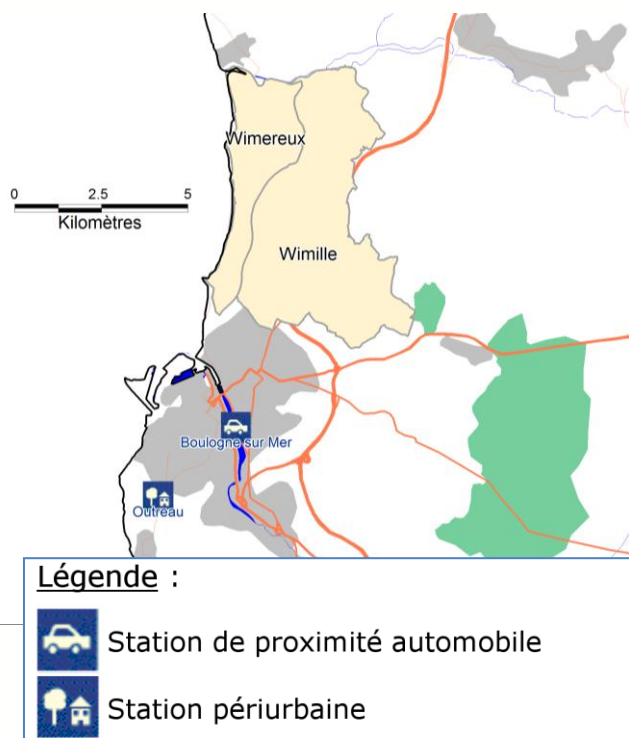 Wimereux
0 2.5 5
Kilomètres
Wimille
Boulogne sur Mer
Outreau
Légende :
Station de proximité automobile
Station périurbaine